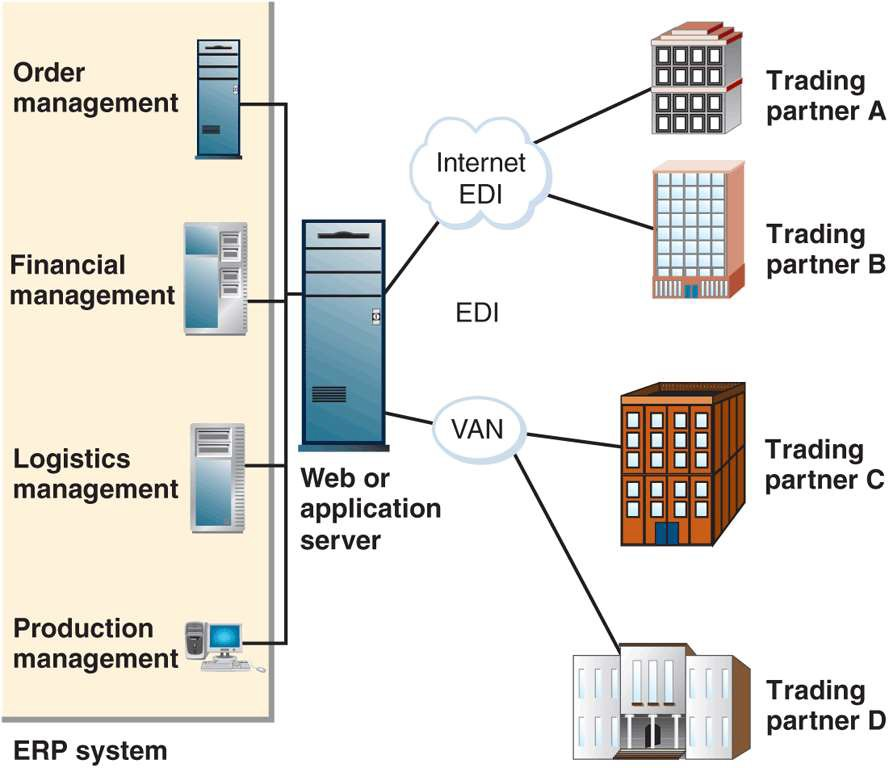 Order
management
Financial
management
Logistics
management
Production
management
ERP system
Web or
application
server
Internet
EDI
EDI
VAN
Trading
partner A
Trading
partner B
Trading
partner C
Trading
partner D